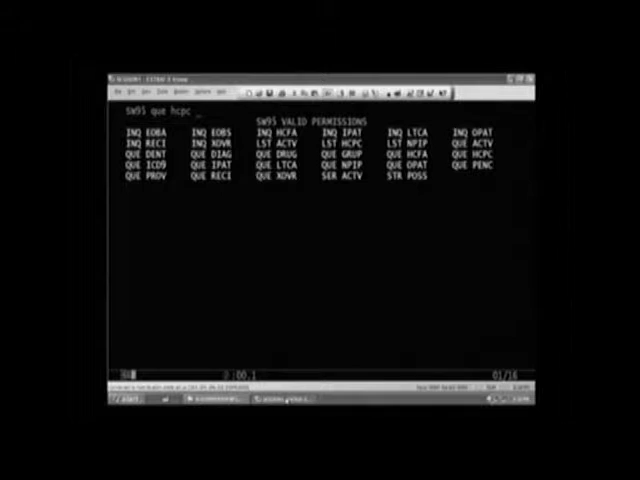 SW95 que hcpc _
SW95 VALID PERMISSIONS
INQ EOBA INQ EOBS INQ HCFA INQ IPAT INQ LTCA INQ OPAT
INQ RECI INQ XOVR LST ACTV LST HCPC LST NPIP QUE ACTV
QUE DENT QUE DIAG QUE DRUG QUE GRUP QUE HCFA QUE HCPC
QUE ICD9 QUE IPAT QUE LTCA QUE NPIP QUE OPAT QUE PENC
QUE PROV QUE RECI QUE XOVR SER ACTV STR POSS
:00.1 01/16